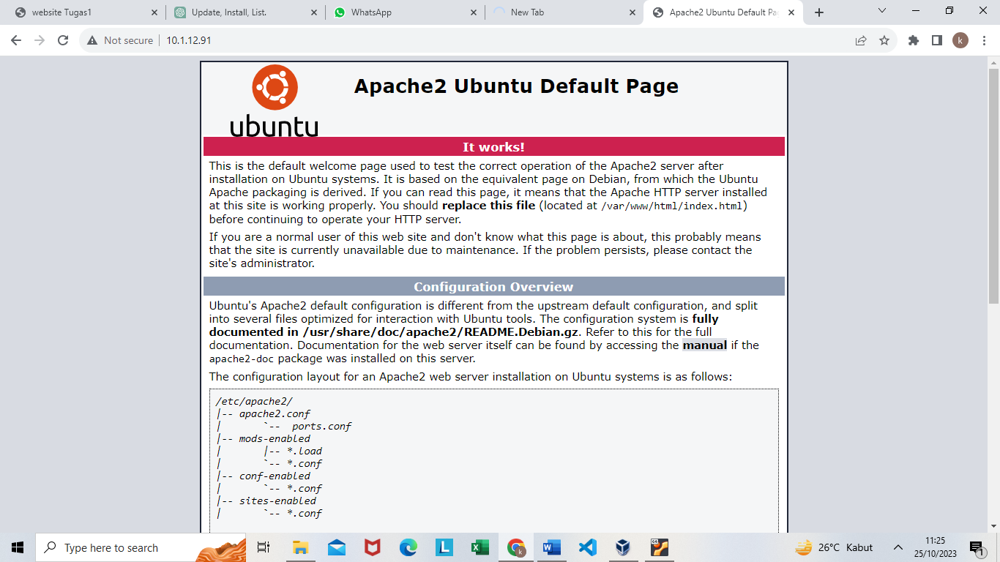 website Tugas1
Update, Install, List.
WhatsApp
New Tab
Apache2 Ubuntu Default Pa
Not secure
10.1.12.91
k
ubuntu
Apache2 Ubuntu Default Page
It works!
This is the default welcome page used to test the correct operation of the Apache2 server after
installation on Ubuntu systems. It is based on the equivalent page on Debian, from which the Ubuntu
Apache packaging is derived. If you can read this page, it means that the Apache HTTP server installed
at this site is working properly. You should replace this file (located at /var/www/html/index.html)
before continuing to operate your HTTP server.
If you are a normal user of this web site and don't know what this page is about, this probably means
that the site is currently unavailable due to maintenance. If the problem persists, please contact the
site's administrator.
Configuration Overview
Ubuntu's Apache2 default configuration is different from the upstream default configuration, and split
into several files optimized for interaction with Ubuntu tools. The configuration system is fully
documented in /usr/share/doc/apache2/README.Debian.gz. Refer to this for the full
documentation. Documentation for the web server itself can be found by accessing the manual if the
apache2-doc package was installed on this server.
The configuration layout for an Apache2 web server installation on Ubuntu systems is as follows:
/etc/apache2/
|-- apache2.conf
|       `--  ports.conf
|-- mods-enabled
|       |-- *.load
|       `-- *.conf
|-- conf-enabled
|       `-- *.conf
|-- sites-enabled
|       `-- *.conf
Type here to search
26°C Kabut
11:25
25/10/2023
1